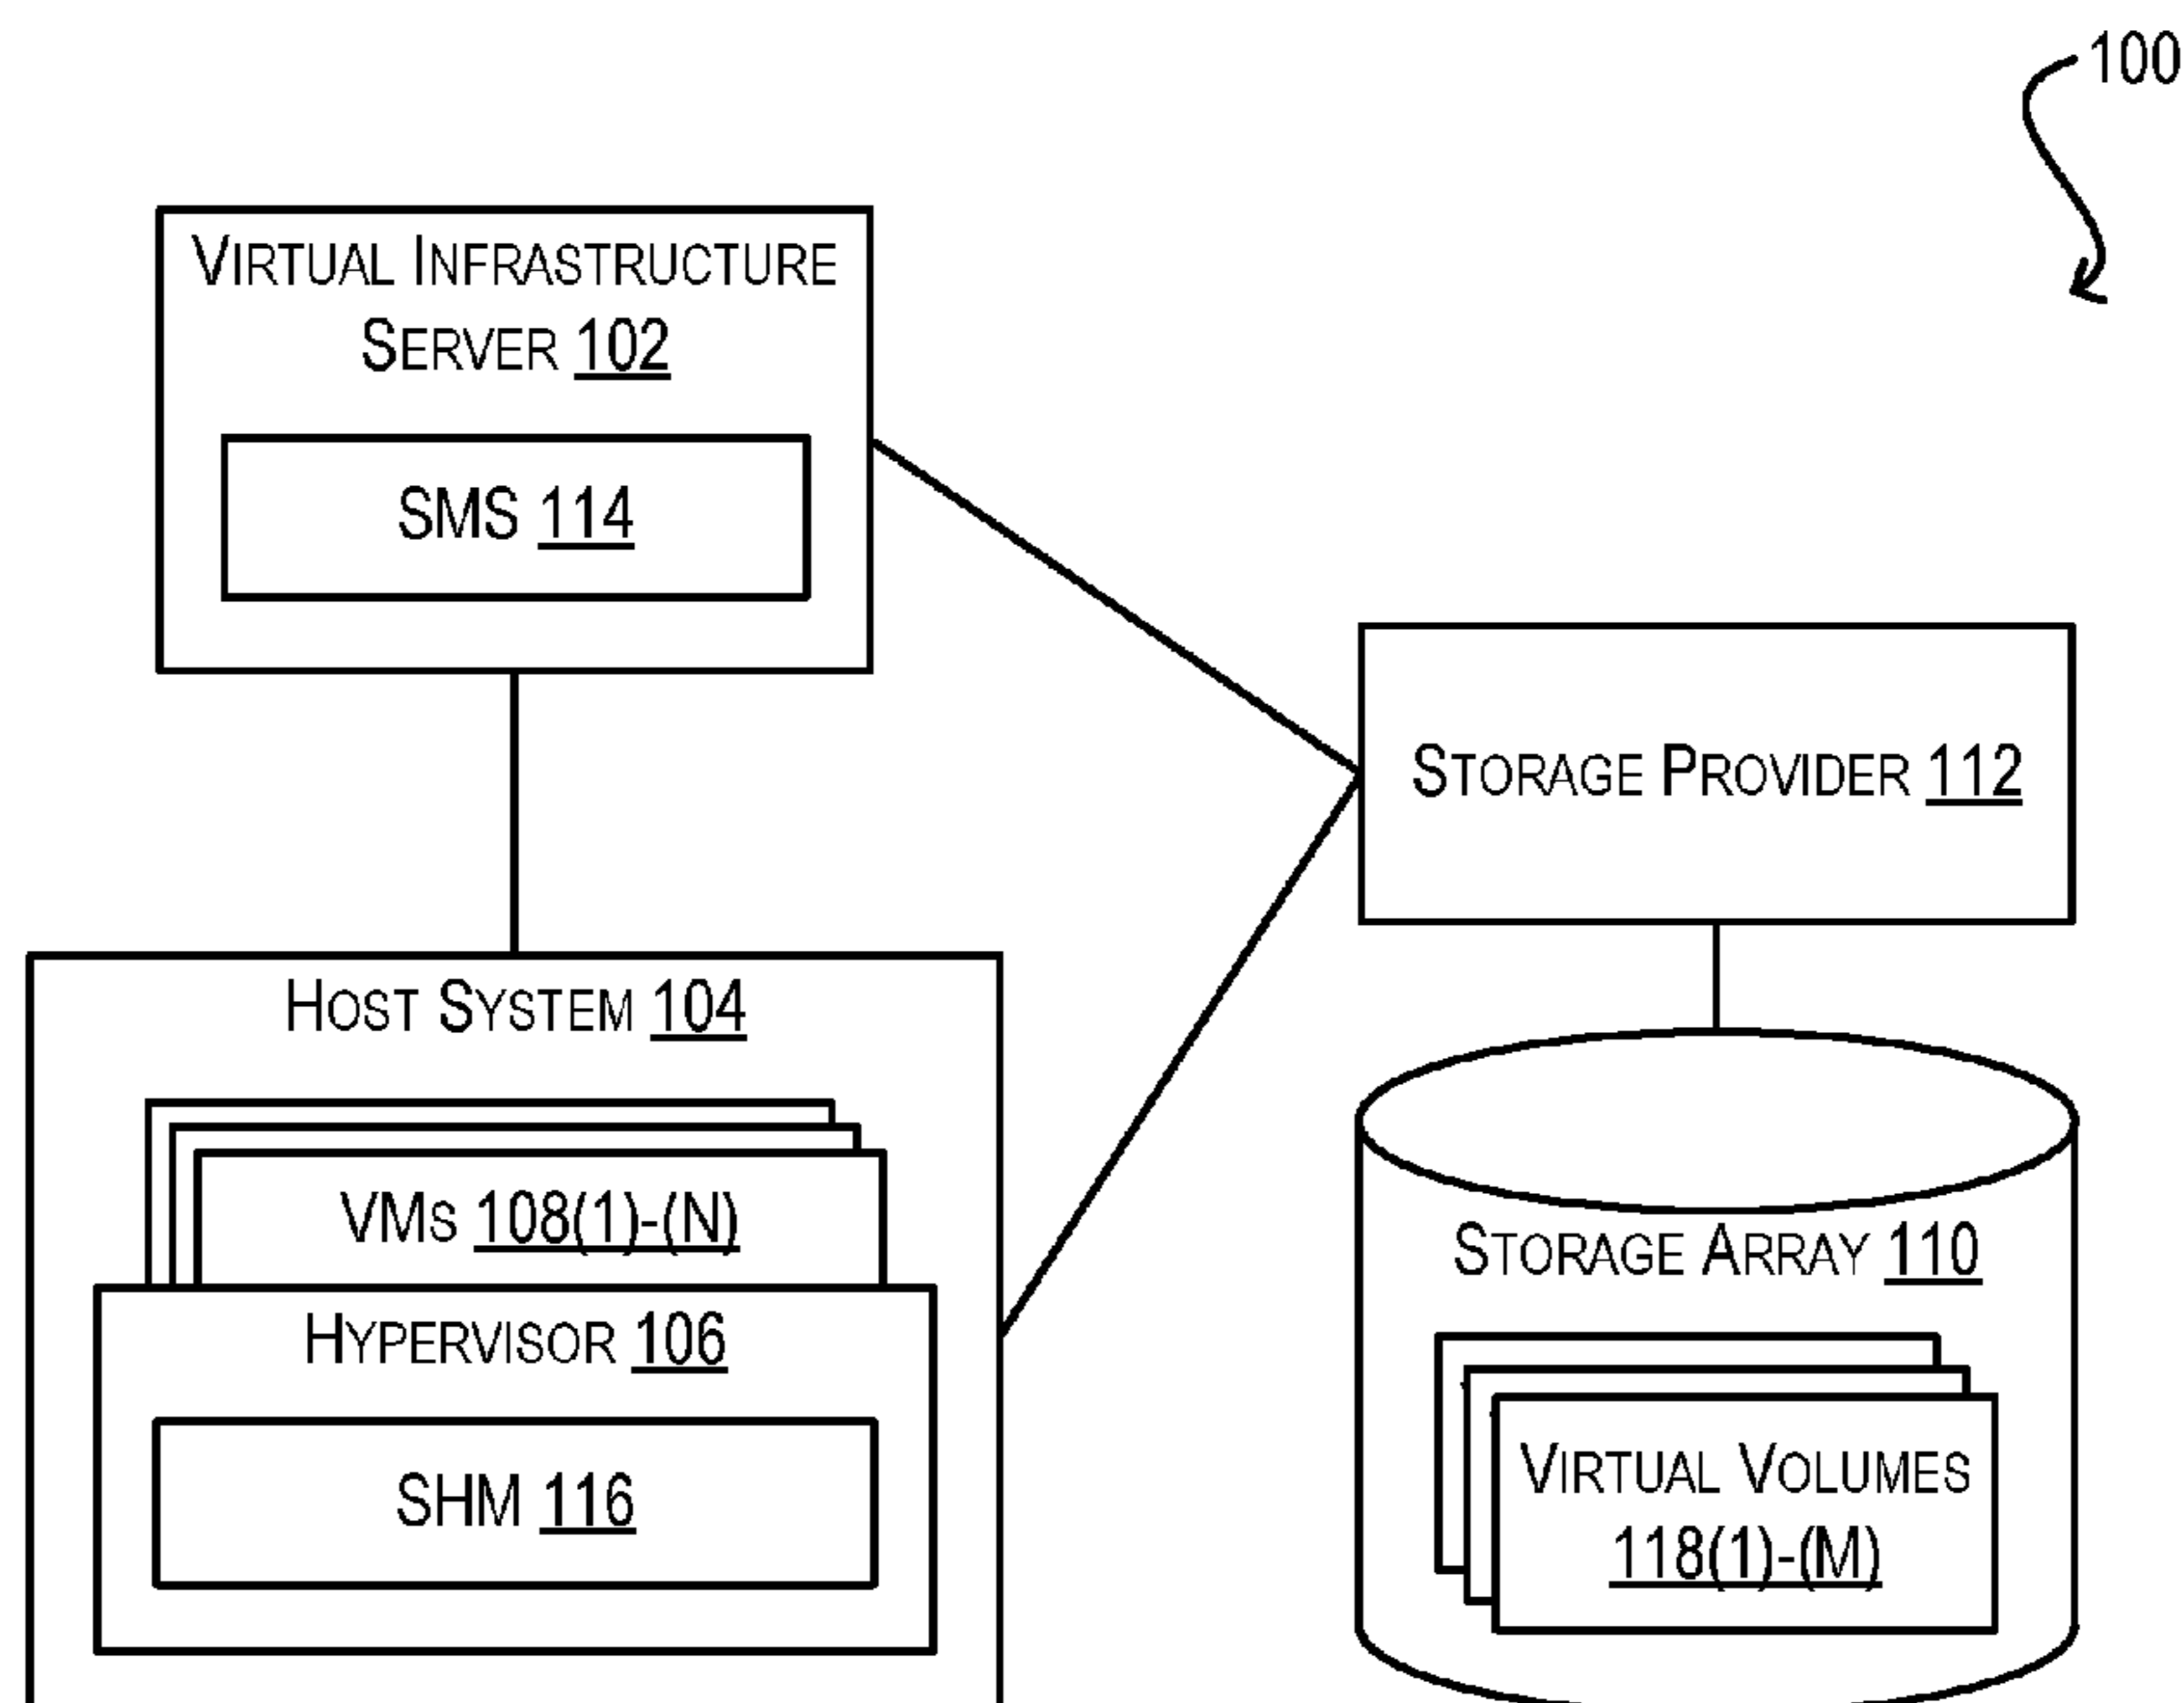 100
VIRTUAL INFRASTRUCTURE
SERVER 102
SMS 114
STORAGE PROVIDER 112
HOST SYSTEM 104
VMS 108(1)-(N)
HYPERVISOR 106
SHM 116
STORAGE ARRAY 110
VIRTUAL VOLUMES
118(1)-(M)